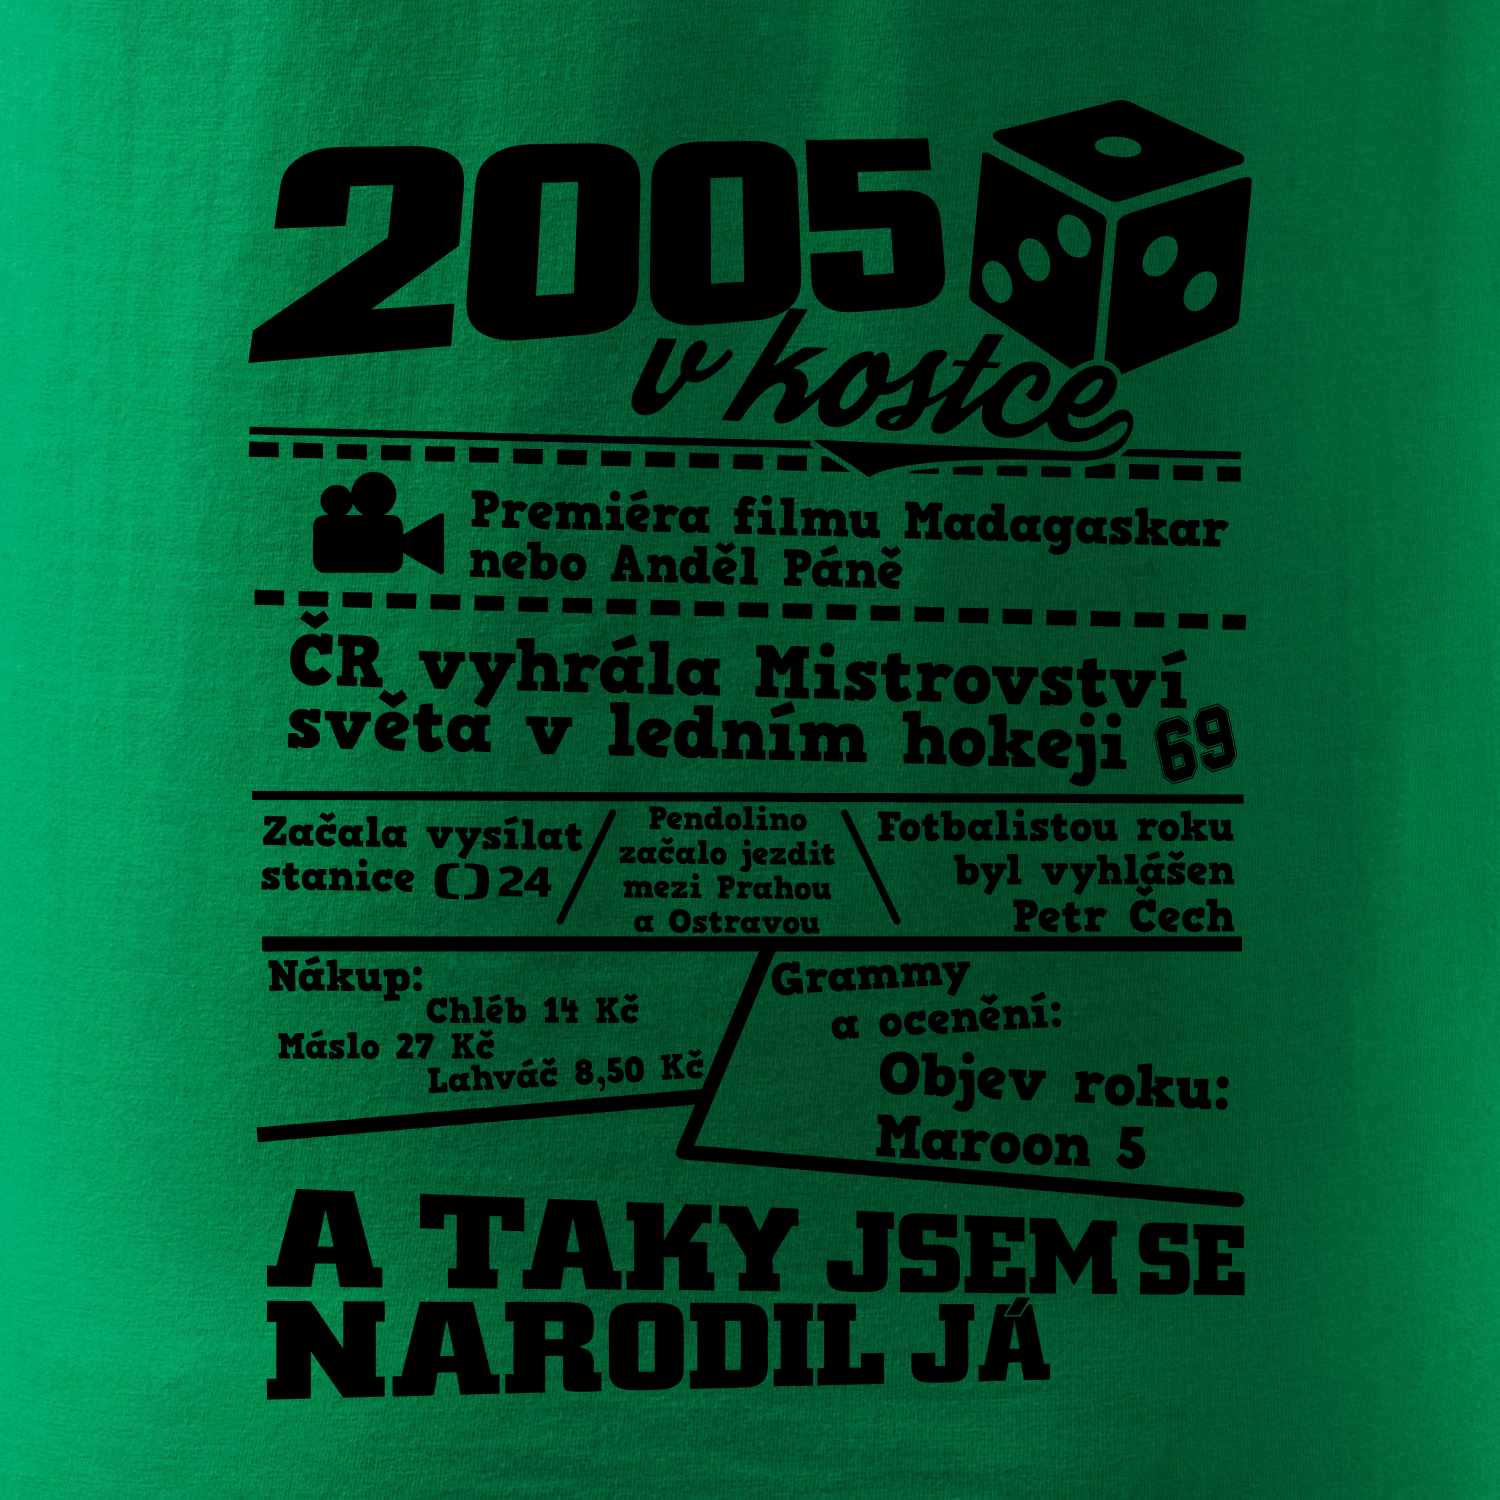 2005
v kostce
Premiéra filmu Madagaskar
nebo Anděl Páně
ČR vyhrála Mistrovství
světa v ledním hokeji 69
Začala vysílat
stanice 24
Pendolino
začalo jezdit
mezi Prahou
a Ostravou
Fotbalistou roku
byl vyhlášen
Petr Čech
Nákup:
Chléb 14 Kč
Máslo 27 Kč
Lahváč 8,50 Kč
Grammy
a ocenění:
Objev roku:
Maroon 5
A TAKY JSEM SE
NARODIL JÁ